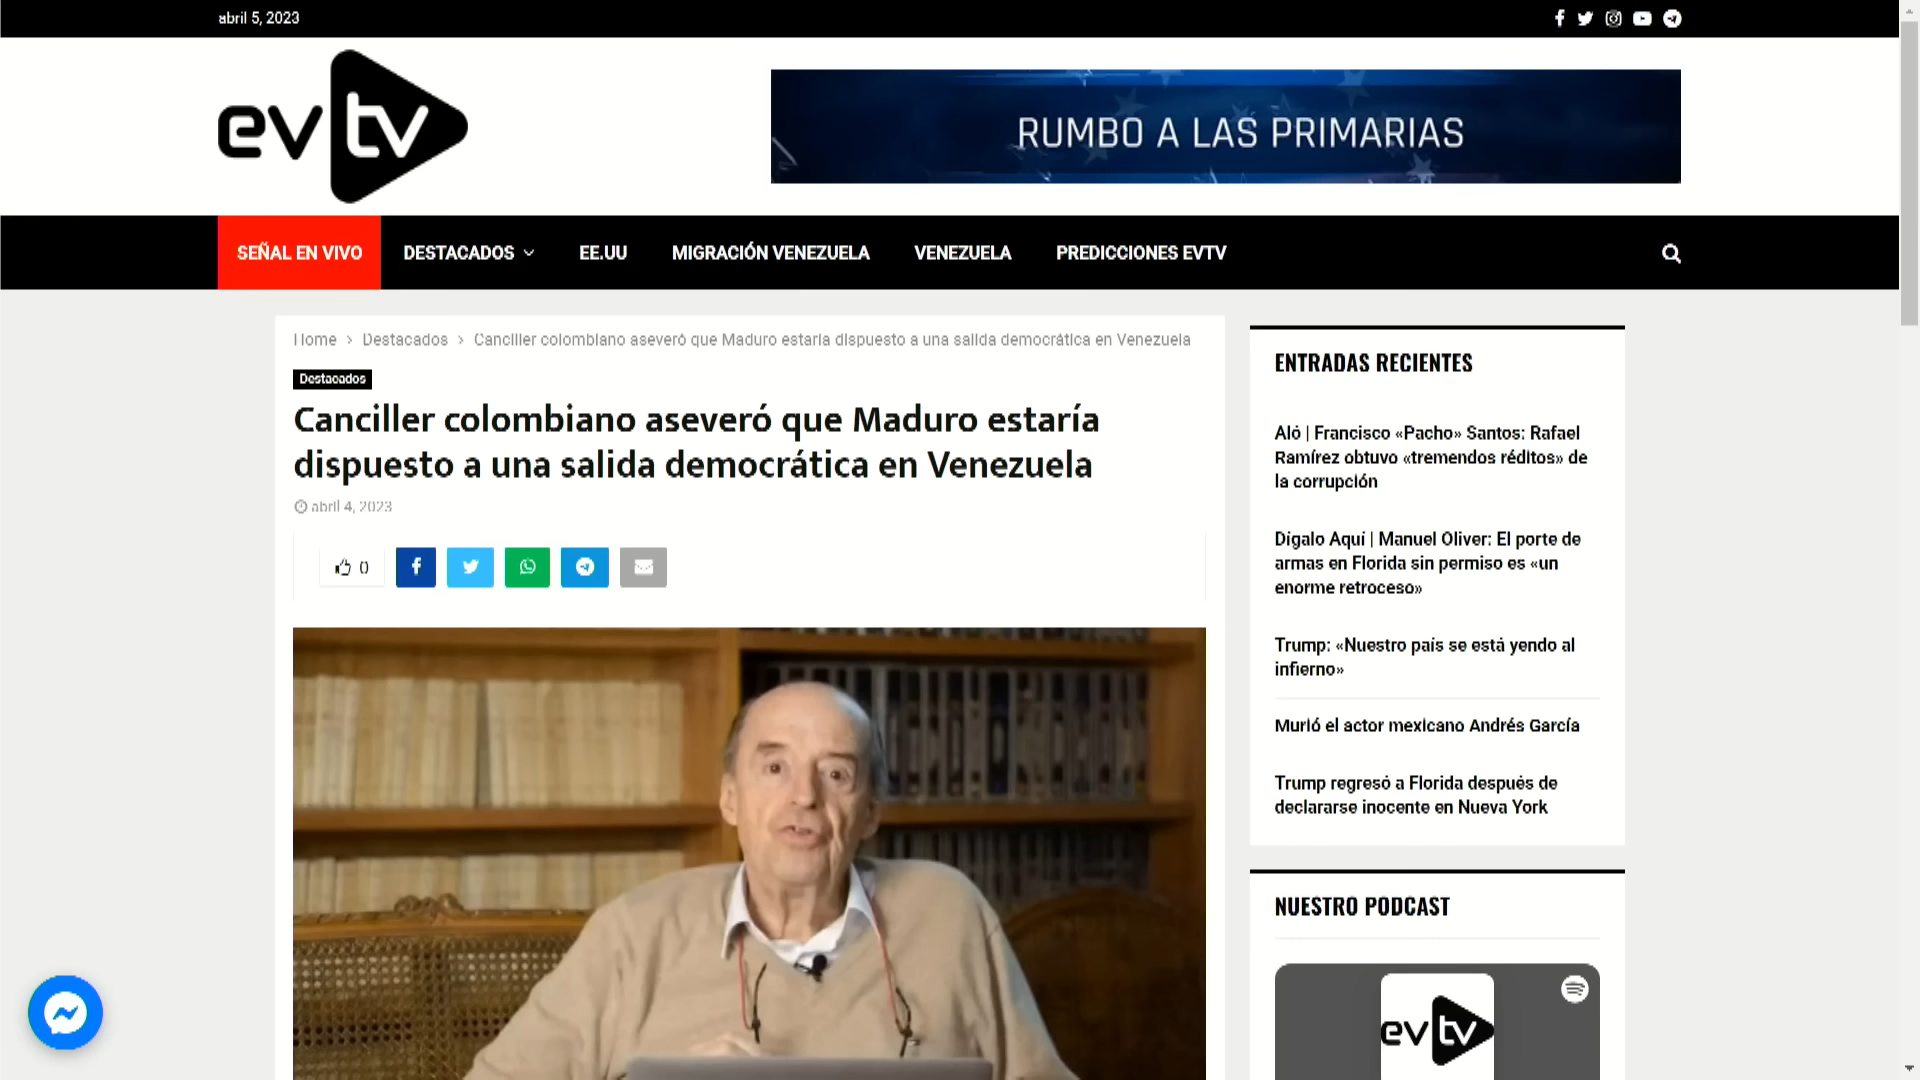 abril 5, 2023
evtv
RUMBO A LAS PRIMARIAS
SEÑAL EN VIVO
DESTACADOS
EE.UU
MIGRACIÓN VENEZUELA
VENEZUELA
PREDICCIONES EVTV
Home > Destacados > Canciller colombiano aseveró que Maduro estaría dispuesto a una salida democrática en Venezuela
Destacados
Canciller colombiano aseveró que Maduro estaría
dispuesto a una salida democrática en Venezuela
abril 4, 2023
0
ENTRADAS RECIENTES
Aló | Francisco «Pacho» Santos: Rafael
Ramírez obtuvo «tremendos réditos» de
la corrupción
Dígalo Aquí | Manuel Oliver: El porte de
armas en Florida sin permiso es «un
enorme retroceso»
Trump: «Nuestro país se está yendo al
infierno»
Murió el actor mexicano Andrés García
Trump regresó a Florida después de
declararse inocente en Nueva York
NUESTRO PODCAST
evtv